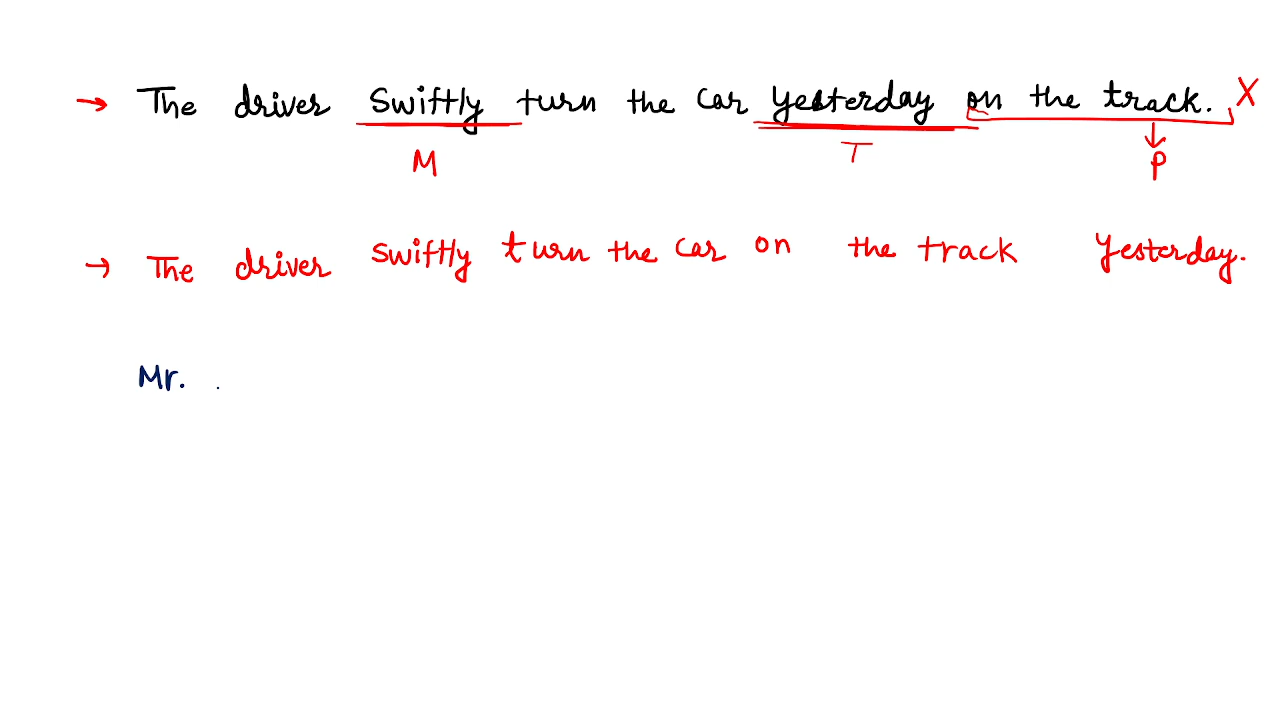 → The driver Swiftly turn the car yesterday on the track. X
M T P
→ The driver swiftly turn the car on the track yesterday.
Mr.